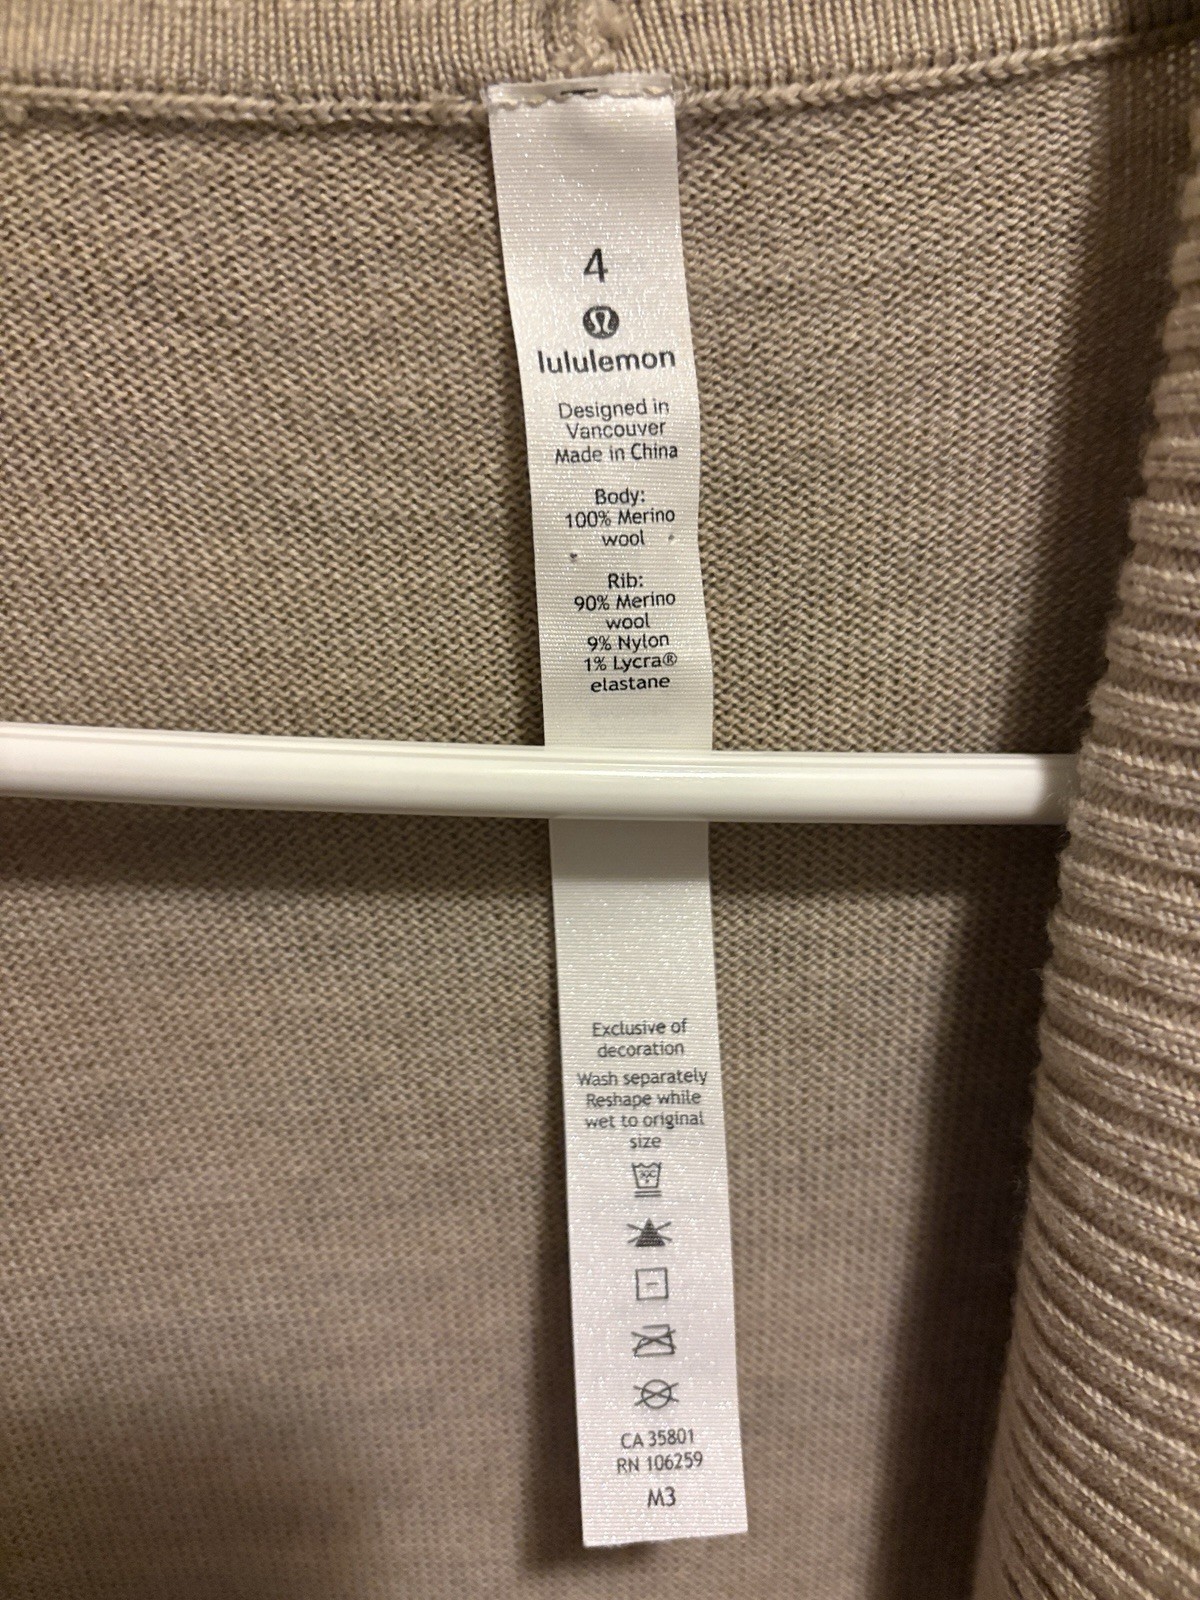 4
lululemon
Designed in
Vancouver
Made in China
Body:
100% Merino
wool
Rib:
90% Merino
wool
9% Nylon
1% Lycra®
elastane
Exclusive of
decoration
Wash separately
Reshape while
wet to original
size
CA 35801
RN 106259
M3